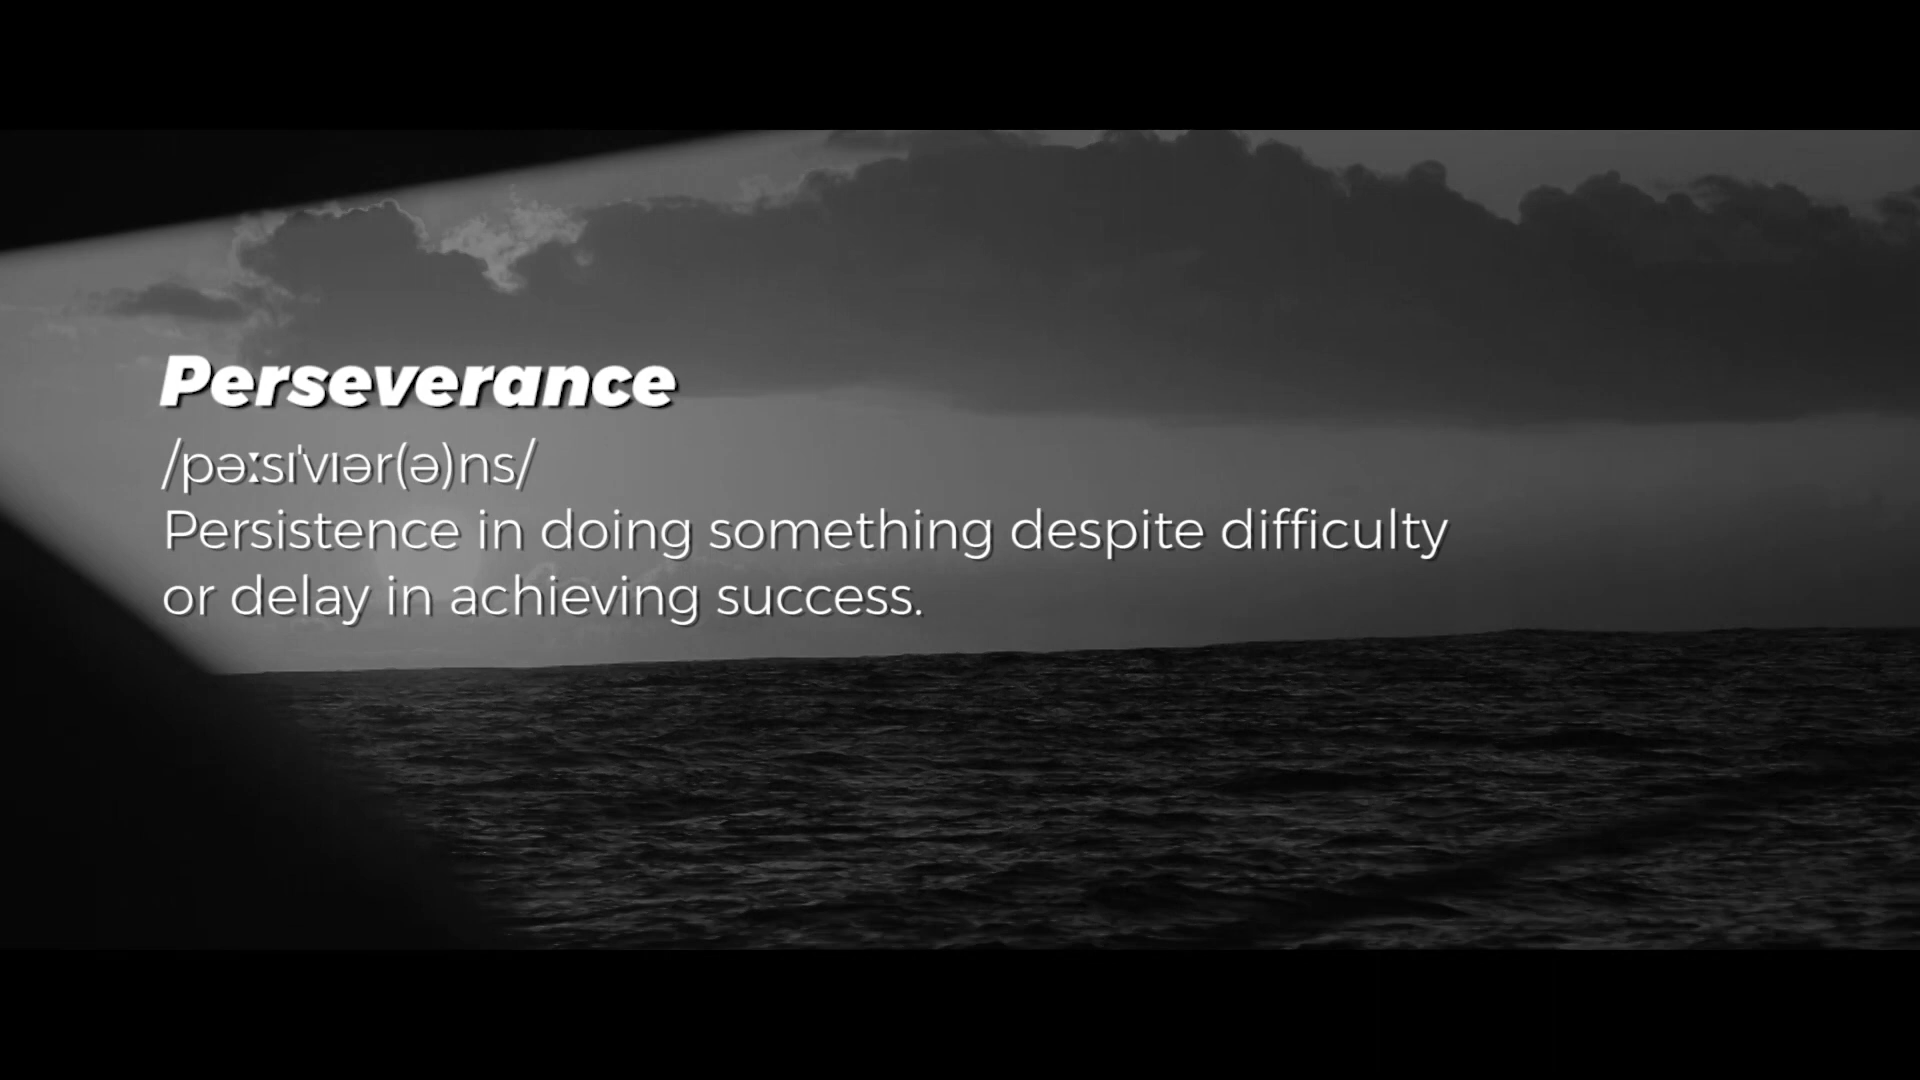 Perseverance
/pəːsɪˈvɪər(ə)ns/
Persistence in doing something despite difficulty
or delay in achieving success.